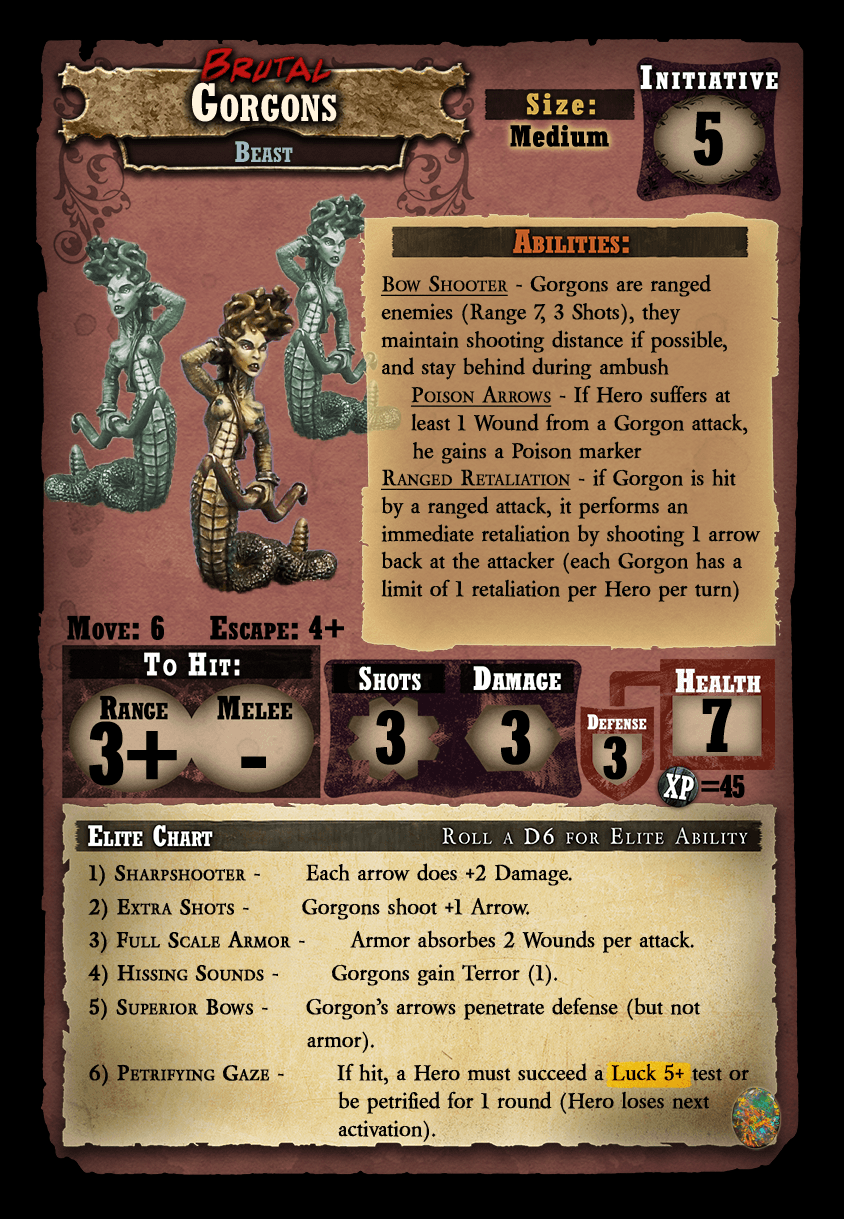 Brutal
Gorgons
Beast
Size:
Medium
Initiative
5
Abilities:
Bow Shooter - Gorgons are ranged
enemies (Range 7, 3 Shots), they
maintain shooting distance if possible,
and stay behind during ambush
Poison Arrows - If Hero suffers at
least 1 Wound from a Gorgon attack,
he gains a Poison marker
Ranged Retaliation - if Gorgon is hit
by a ranged attack, it performs an
immediate retaliation by shooting 1 arrow
back at the attacker (each Gorgon has a
limit of 1 retaliation per Hero per turn)
Move: 6 Escape: 4+
To Hit:
Range Melee
3+ -
Shots
3
Damage
3
Defense
3
Health
7
XP =45
Elite Chart Roll a D6 for Elite Ability
1) Sharpshooter - Each arrow does +2 Damage.
2) Extra Shots - Gorgons shoot +1 Arrow.
3) Full Scale Armor - Armor absorbes 2 Wounds per attack.
4) Hissing Sounds - Gorgons gain Terror (1).
5) Superior Bows - Gorgon's arrows penetrate defense (but not
armor).
6) Petrifying Gaze - If hit, a Hero must succeed a Luck 5+ test or
be petrified for 1 round (Hero loses next
activation).